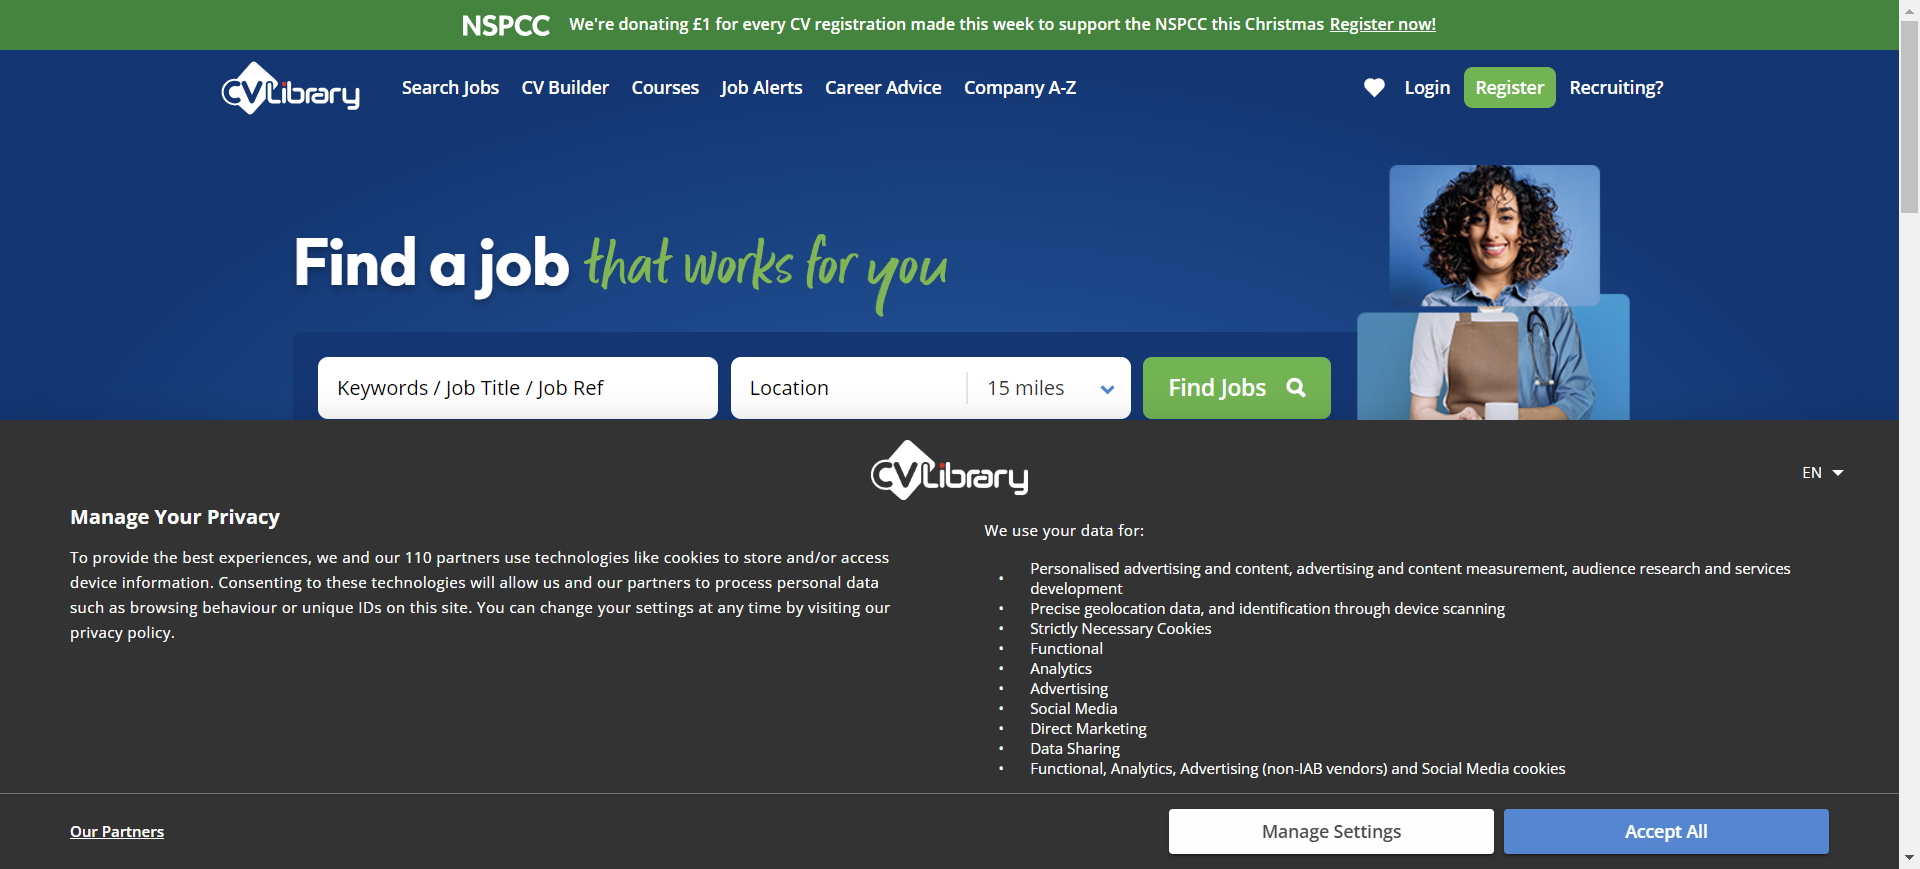 NSPCC We're donating £1 for every CV registration made this week to support the NSPCC this Christmas Register now!
CVLibrary Search Jobs CV Builder Courses Job Alerts Career Advice Company A-Z Login Register Recruiting?
Find a job that works for you
Keywords / Job Title / Job Ref Location 15 miles Find Jobs
CVLibrary
EN
Manage Your Privacy
To provide the best experiences, we and our 110 partners use technologies like cookies to store and/or access
device information. Consenting to these technologies will allow us and our partners to process personal data
such as browsing behaviour or unique IDs on this site. You can change your settings at any time by visiting our
privacy policy.
We use your data for:
• Personalised advertising and content, advertising and content measurement, audience research and services
development
• Precise geolocation data, and identification through device scanning
• Strictly Necessary Cookies
• Functional
• Analytics
• Advertising
• Social Media
• Direct Marketing
• Data Sharing
• Functional, Analytics, Advertising (non-IAB vendors) and Social Media cookies
Our Partners Manage Settings Accept All